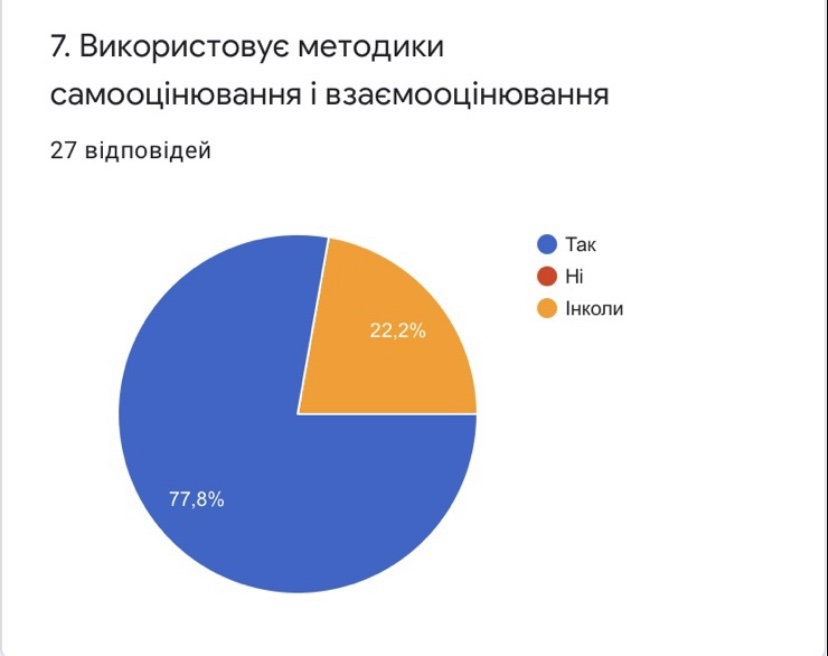 7. Використовує методики
самооцінювання і взаємооцінювання
27 відповідей
Так
Ні
Інколи
22,2%
77,8%